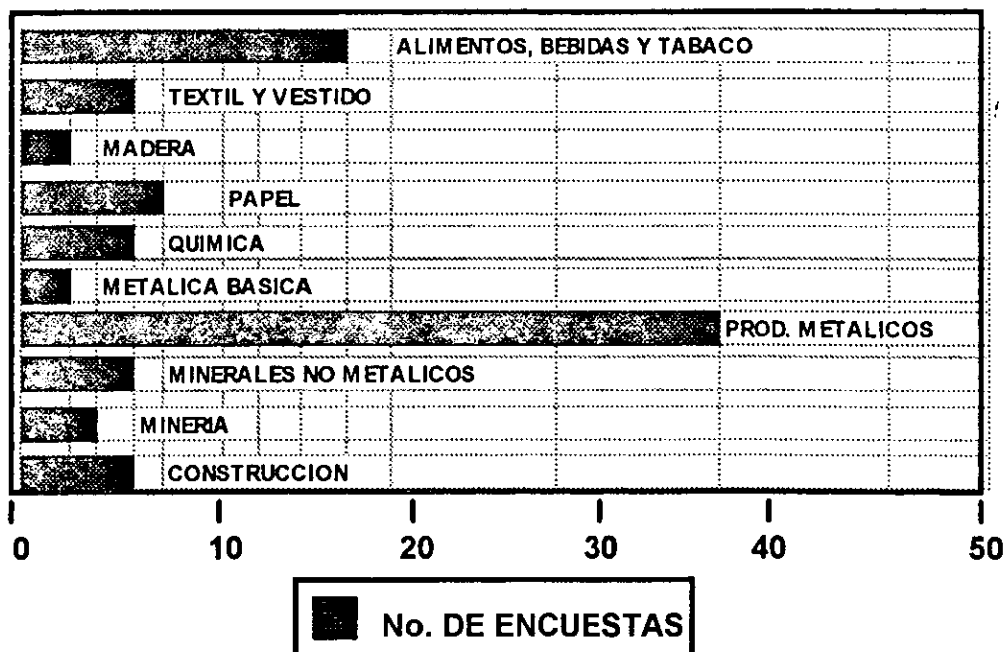 ALIMENTOS, BEBIDAS Y TABACO
TEXTIL Y VESTIDO
MADERA
PAPEL
QUIMICA
METALICA BASICA
PROD. METALICOS
MINERALES NO METALICOS
MINERIA
CONSTRUCCION
0 10 20 30 40 50
No. DE ENCUESTAS